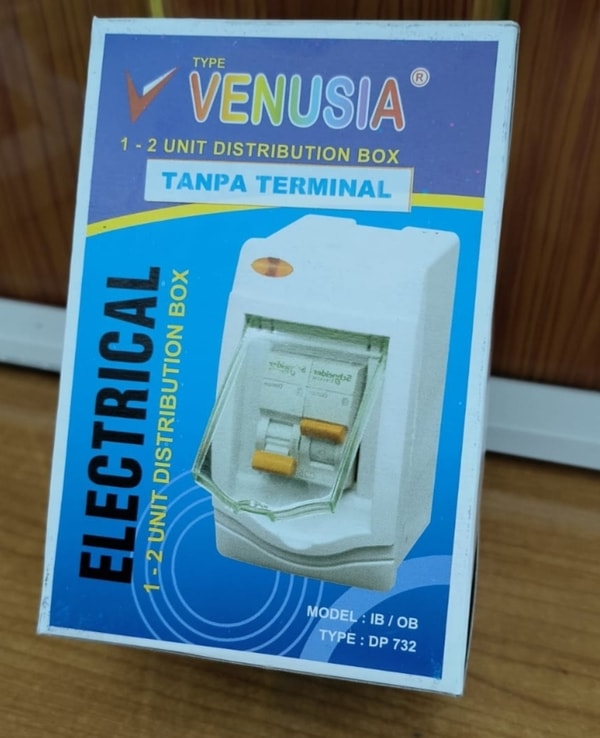 TYPE
VENUSIA®
1 - 2 UNIT DISTRIBUTION BOX
TANPA TERMINAL
ELECTRICAL
1 - 2 UNIT DISTRIBUTION BOX
Schneider
MODEL : IB / OB
TYPE : DP 732